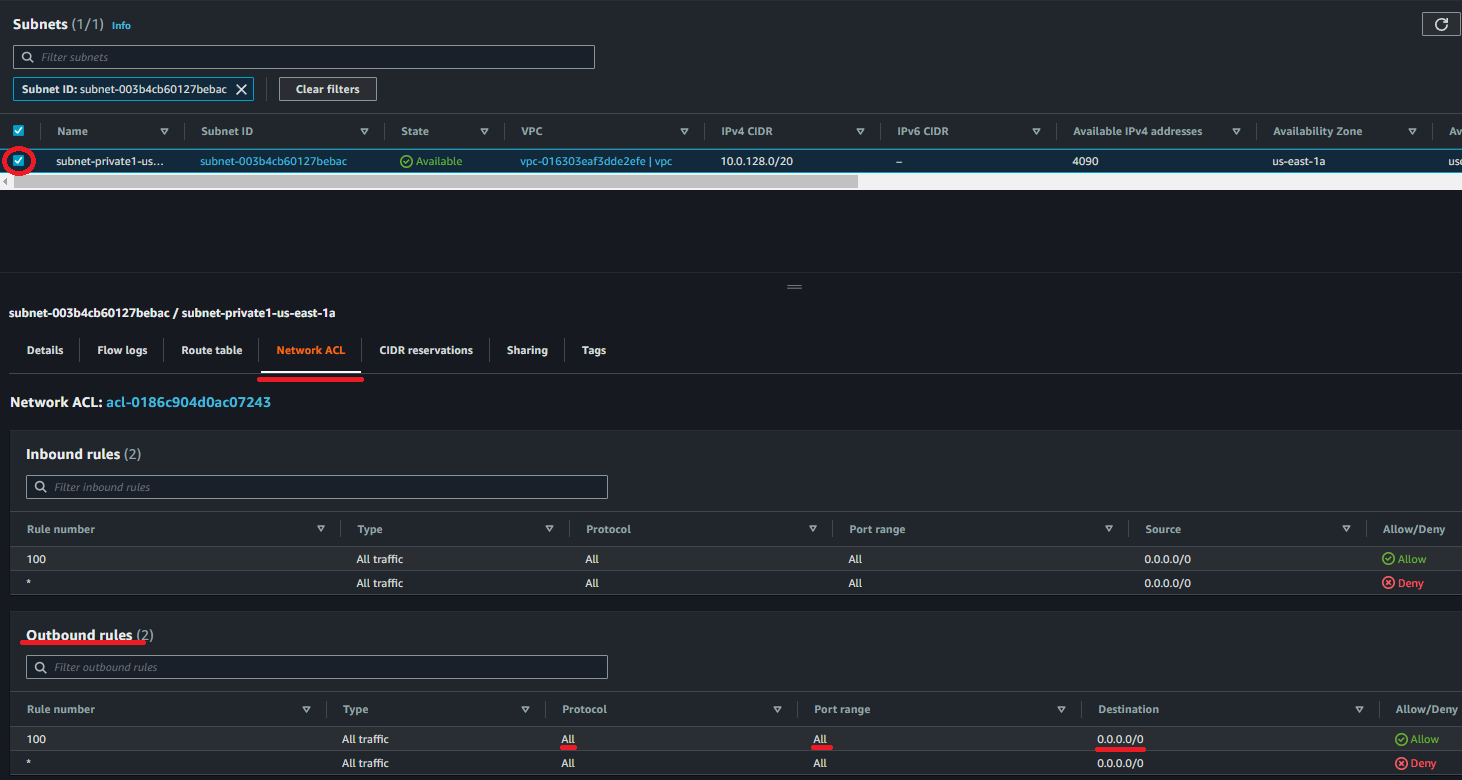 Subnets (1/1) Info
Filter subnets
Subnet ID: subnet-003b4cb60127bebac Clear filters
Name Subnet ID State VPC IPv4 CIDR IPv6 CIDR Available IPv4 addresses Availability Zone Av
subnet-private1-us... subnet-003b4cb60127bebac Available vpc-016303eaf3dde2efe | vpc 10.0.128.0/20 – 4090 us-east-1a use
subnet-003b4cb60127bebac / subnet-private1-us-east-1a
Details Flow logs Route table Network ACL CIDR reservations Sharing Tags
Network ACL: acl-0186c904d0ac07243
Inbound rules (2)
Filter inbound rules
Rule number Type Protocol Port range Source Allow/Deny
100 All traffic All All 0.0.0.0/0 Allow
* All traffic All All 0.0.0.0/0 Deny
Outbound rules (2)
Filter outbound rules
Rule number Type Protocol Port range Destination Allow/Deny
100 All traffic All All 0.0.0.0/0 Allow
* All traffic All All 0.0.0.0/0 Deny